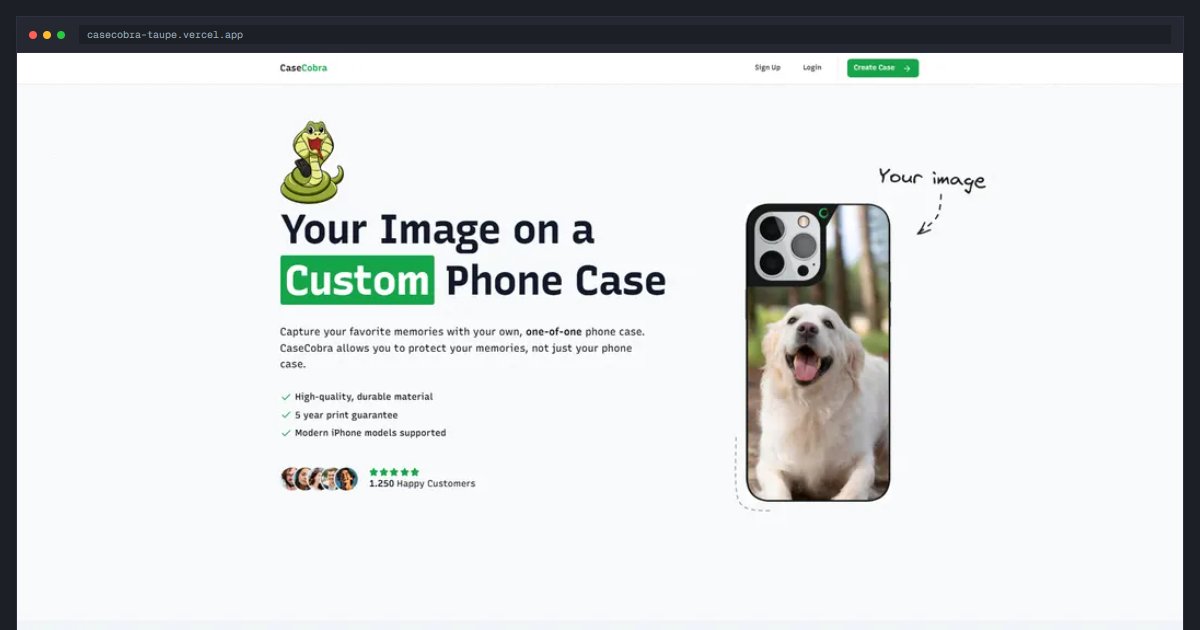 casecobra-taupe.vercel.app
CaseCobra
Sign Up
Login
Create Case →
Your image
Your Image on a
Custom Phone Case
Capture your favorite memories with your own, one-of-one phone case.
CaseCobra allows you to protect your memories, not just your phone
case.
High-quality, durable material
5 year print guarantee
Modern iPhone models supported
1.250 Happy Customers